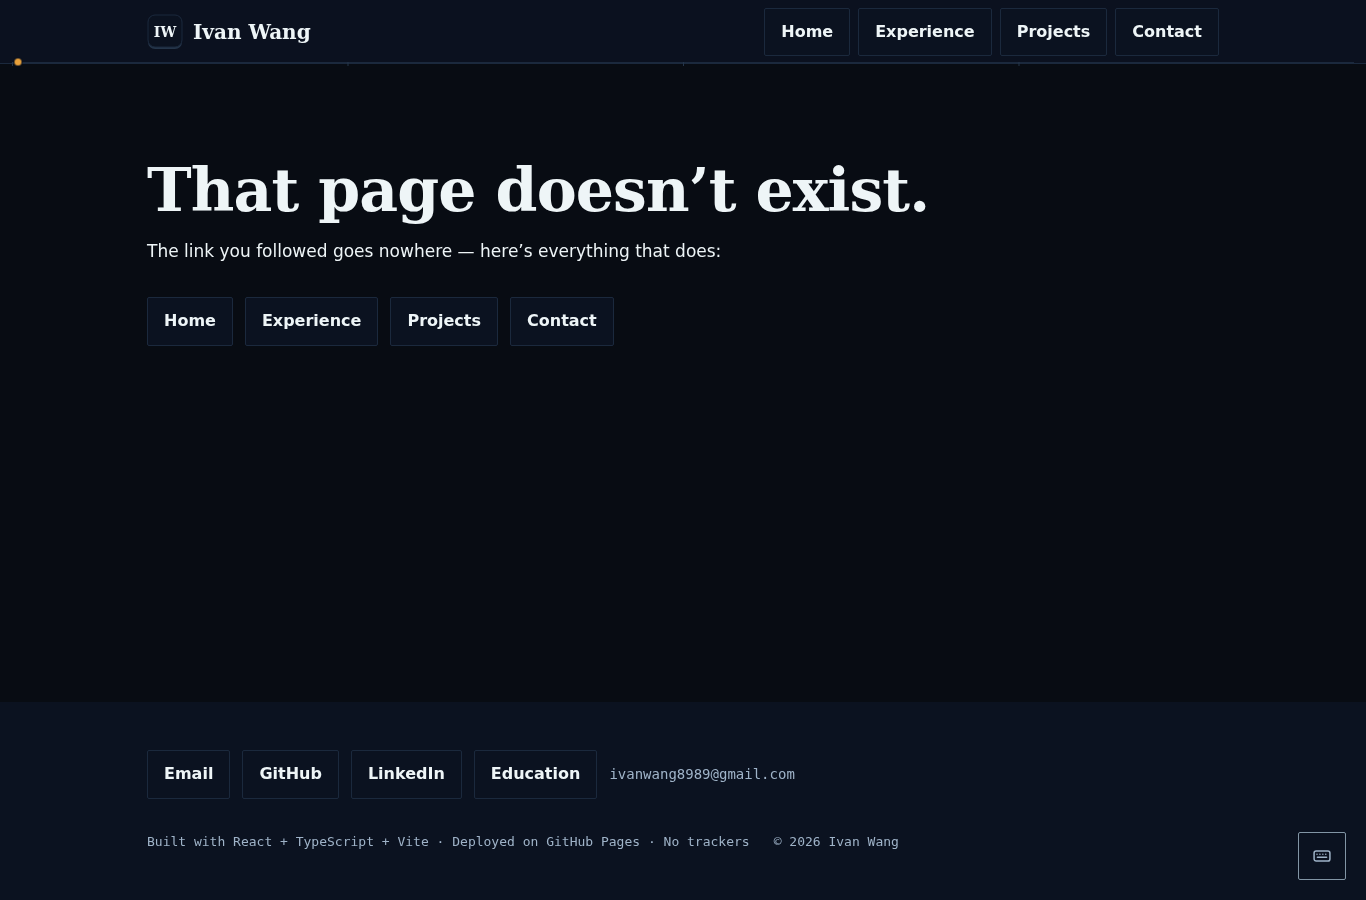 IW Ivan Wang Home Experience Projects Contact
That page doesn’t exist.
The link you followed goes nowhere — here’s everything that does:
Home Experience Projects Contact
Email GitHub LinkedIn Education ivanwang8989@gmail.com
Built with React + TypeScript + Vite · Deployed on GitHub Pages · No trackers © 2026 Ivan Wang